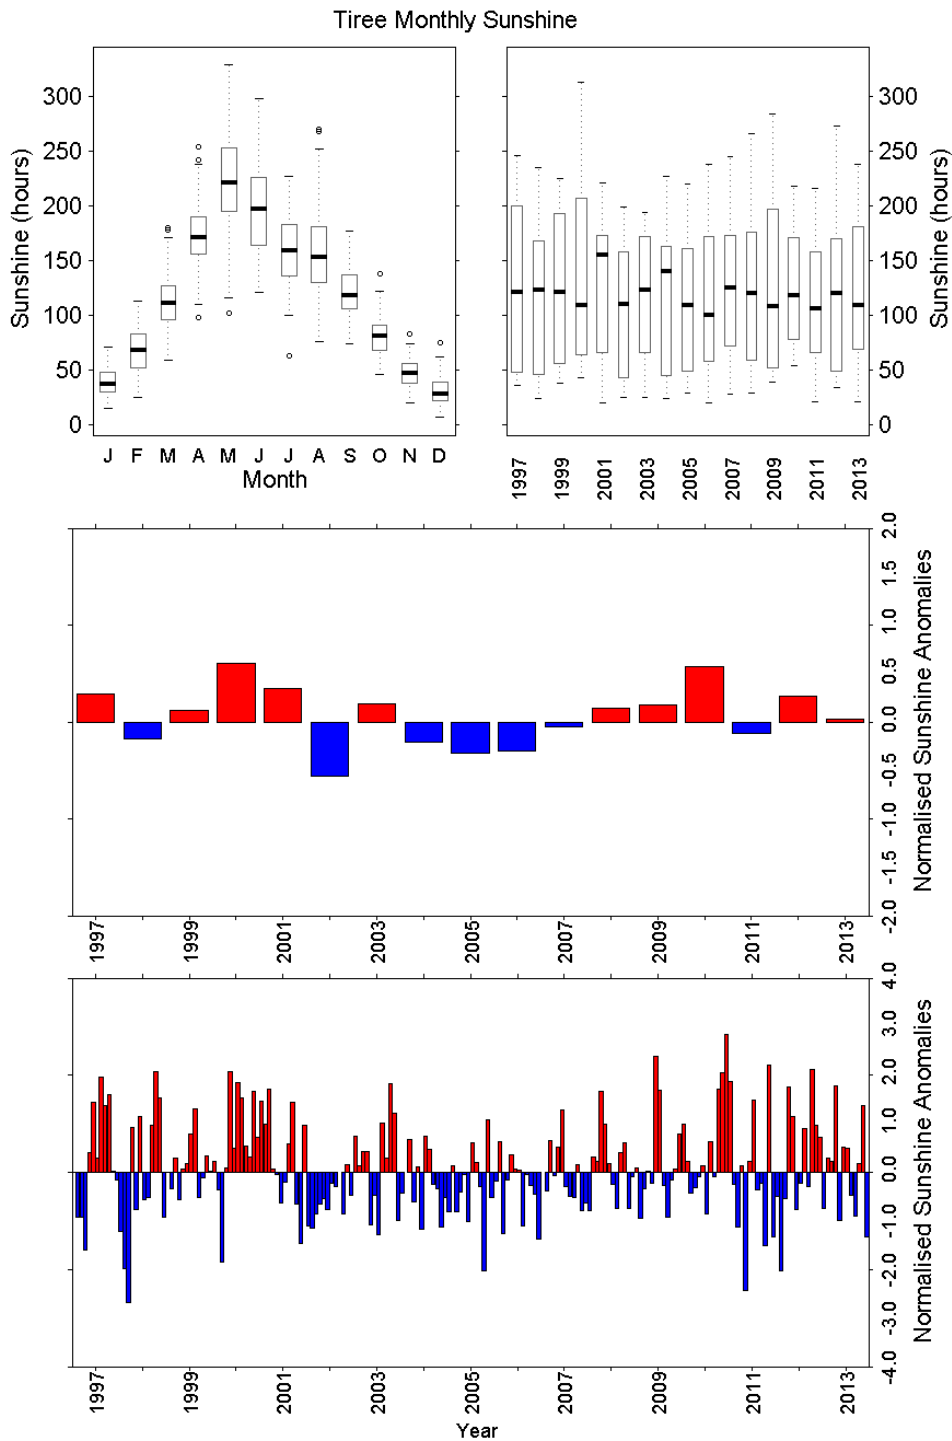 Tiree Monthly Sunshine
Sunshine (hours)
300
250
200
150
100
50
0
J F M A M J J A S O N D
Month
300
250
200
150
100
50
0
Sunshine (hours)
1997 1999 2001 2003 2005 2007 2009 2011 2013
2.0
1.5
1.0
0.5
0.0
-0.5
-1.0
-1.5
-2.0
Normalised Sunshine Anomalies
1997 1999 2001 2003 2005 2007 2009 2011 2013
4.0
3.0
2.0
1.0
0.0
-1.0
-2.0
-3.0
-4.0
Normalised Sunshine Anomalies
1997 1999 2001 2003 2005 2007 2009 2011 2013
Year